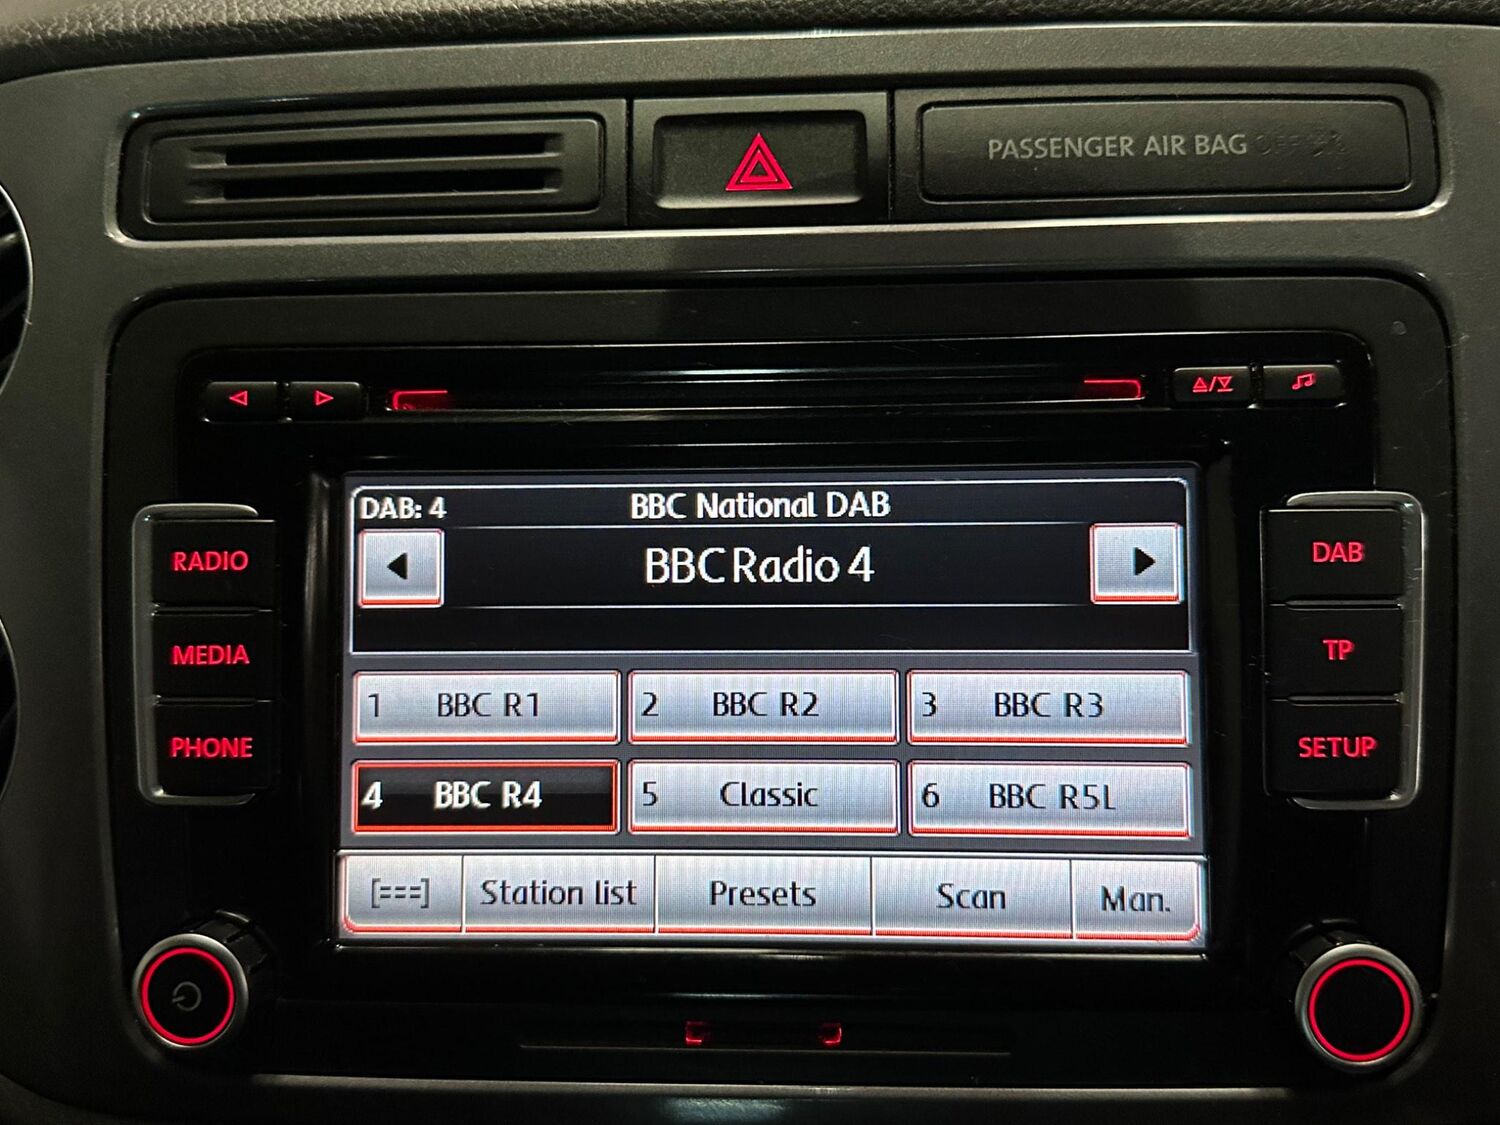 PASSENGER AIR BAG OFF
RADIO
MEDIA
PHONE
DAB: 4
BBC National DAB
BBC Radio 4
1 BBC R1
2 BBC R2
3 BBC R3
4 BBC R4
5 Classic
6 BBC R5L
Station list
Presets
Scan
Man.
DAB
TP
SETUP